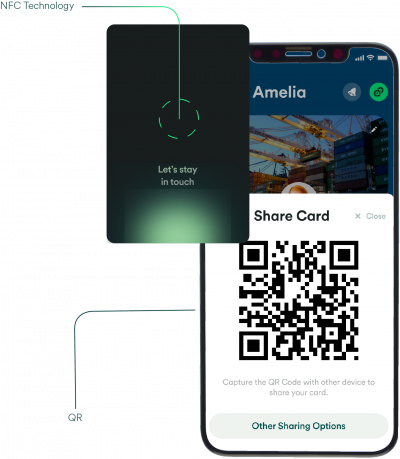 NFC Technology
Amelia
Let's stay
in touch
Share Card
× Close
Capture the QR Code with other device to
share your card.
Other Sharing Options
QR